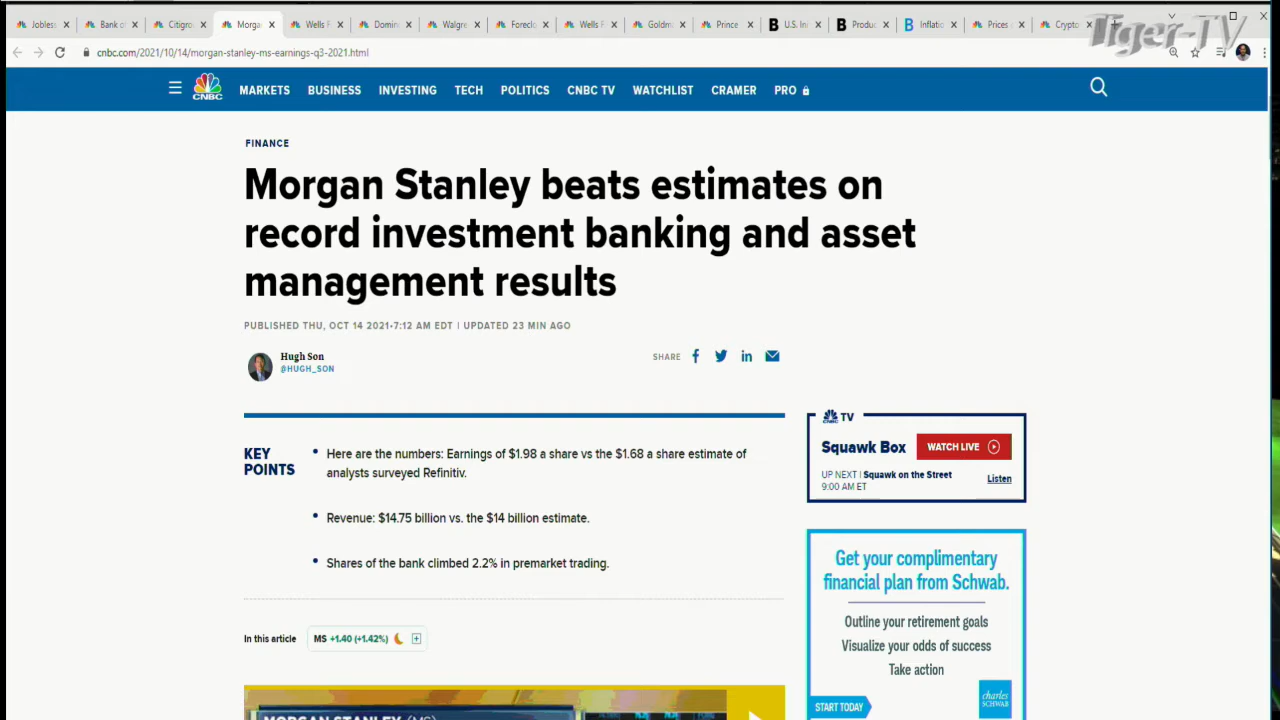 Jobless
Bank of
Citigro
Morgan
Wells F
Domin
Walgre
Foreclo
Wells F
Goldm
Prince
U.S. In
Produc
Inflatio
Prices a
Crypto
Tiger-TV
cnbc.com/2021/10/14/morgan-stanley-ms-earnings-q3-2021.html
CNBC
MARKETS BUSINESS INVESTING TECH POLITICS CNBC TV WATCHLIST CRAMER PRO
FINANCE
Morgan Stanley beats estimates on
record investment banking and asset
management results
PUBLISHED THU, OCT 14 2021•7:12 AM EDT | UPDATED 23 MIN AGO
Hugh Son
@HUGH_SON
SHARE
KEY
POINTS
• Here are the numbers: Earnings of $1.98 a share vs the $1.68 a share estimate of
analysts surveyed Refinitiv.
• Revenue: $14.75 billion vs. the $14 billion estimate.
• Shares of the bank climbed 2.2% in premarket trading.
In this article MS +1.40 (+1.42%)
MORGAN STANLEY (MS)
CNBC TV
Squawk Box WATCH LIVE
UP NEXT | Squawk on the Street
9:00 AM ET
Listen
Get your complimentary
financial plan from Schwab.
Outline your retirement goals
Visualize your odds of success
Take action
START TODAY
charles
SCHWAB